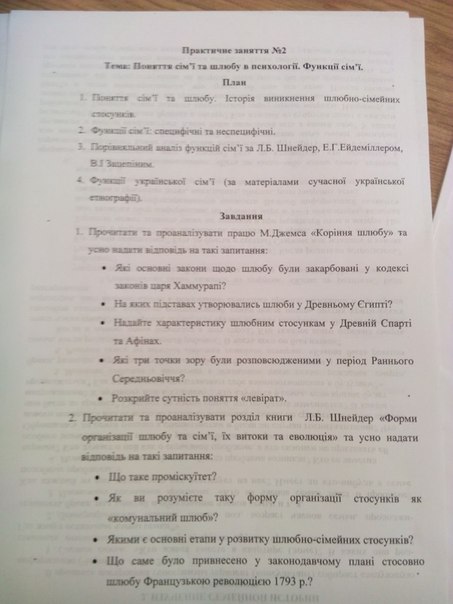 Практичне заняття №2
Тема: Поняття сім’ї та шлюбу в психології. Функції сім’ї.
План
1. Поняття сім’ї та шлюбу. Історія виникнення шлюбно-сімейних
стосунків.
2. Функції сім’ї: специфічні та неспецифічні.
3. Порівняльний аналіз функцій сім’ї за Л.Б. Шнейдер, Е.Г.Ейдеміллером,
В.І Зацепіним.
4. Функції української сім’ї (за матеріалами сучасної української
етнографії).
Завдання
1. Прочитати та проаналізувати працю М.Джемса «Коріння шлюбу» та
усно надати відповідь на такі запитання:
• Які основні закони щодо шлюбу були закарбовані у кодексі
законів царя Хаммурапі?
• На яких підставах утворювались шлюби у Древньому Єгипті?
• Надайте характеристику шлюбним стосункам у Древній Спарті
та Афінах.
• Які три точки зору були розповсюдженими у період Раннього
Середньовіччя?
• Розкрийте сутність поняття «левірат».
2. Прочитати та проаналізувати розділ книги Л.Б. Шнейдер «Форми
організації шлюбу та сім’ї, їх витоки та еволюція» та усно надати
відповідь на такі запитання:
• Що таке проміскуїтет?
• Як ви розумієте таку форму організації стосунків як
«комунальний шлюб»?
• Якими є основні етапи у розвитку шлюбно-сімейних стосунків?
• Що саме було привнесено у законодавчому плані стосовно
шлюбу Французькою революцією 1793 р.?